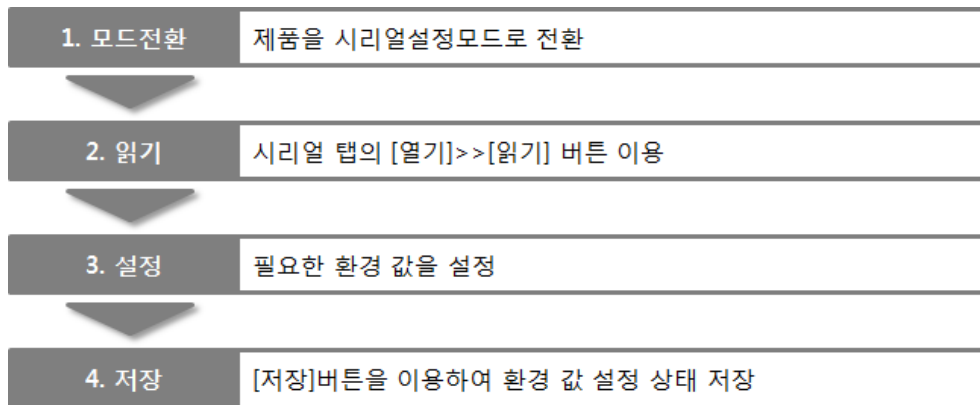 1. 모드전환 제품을 시리얼설정모드로 전환
2. 읽기 시리얼 탭의 [열기]>>[읽기] 버튼 이용
3. 설정 필요한 환경 값을 설정
4. 저장 [저장]버튼을 이용하여 환경 값 설정 상태 저장